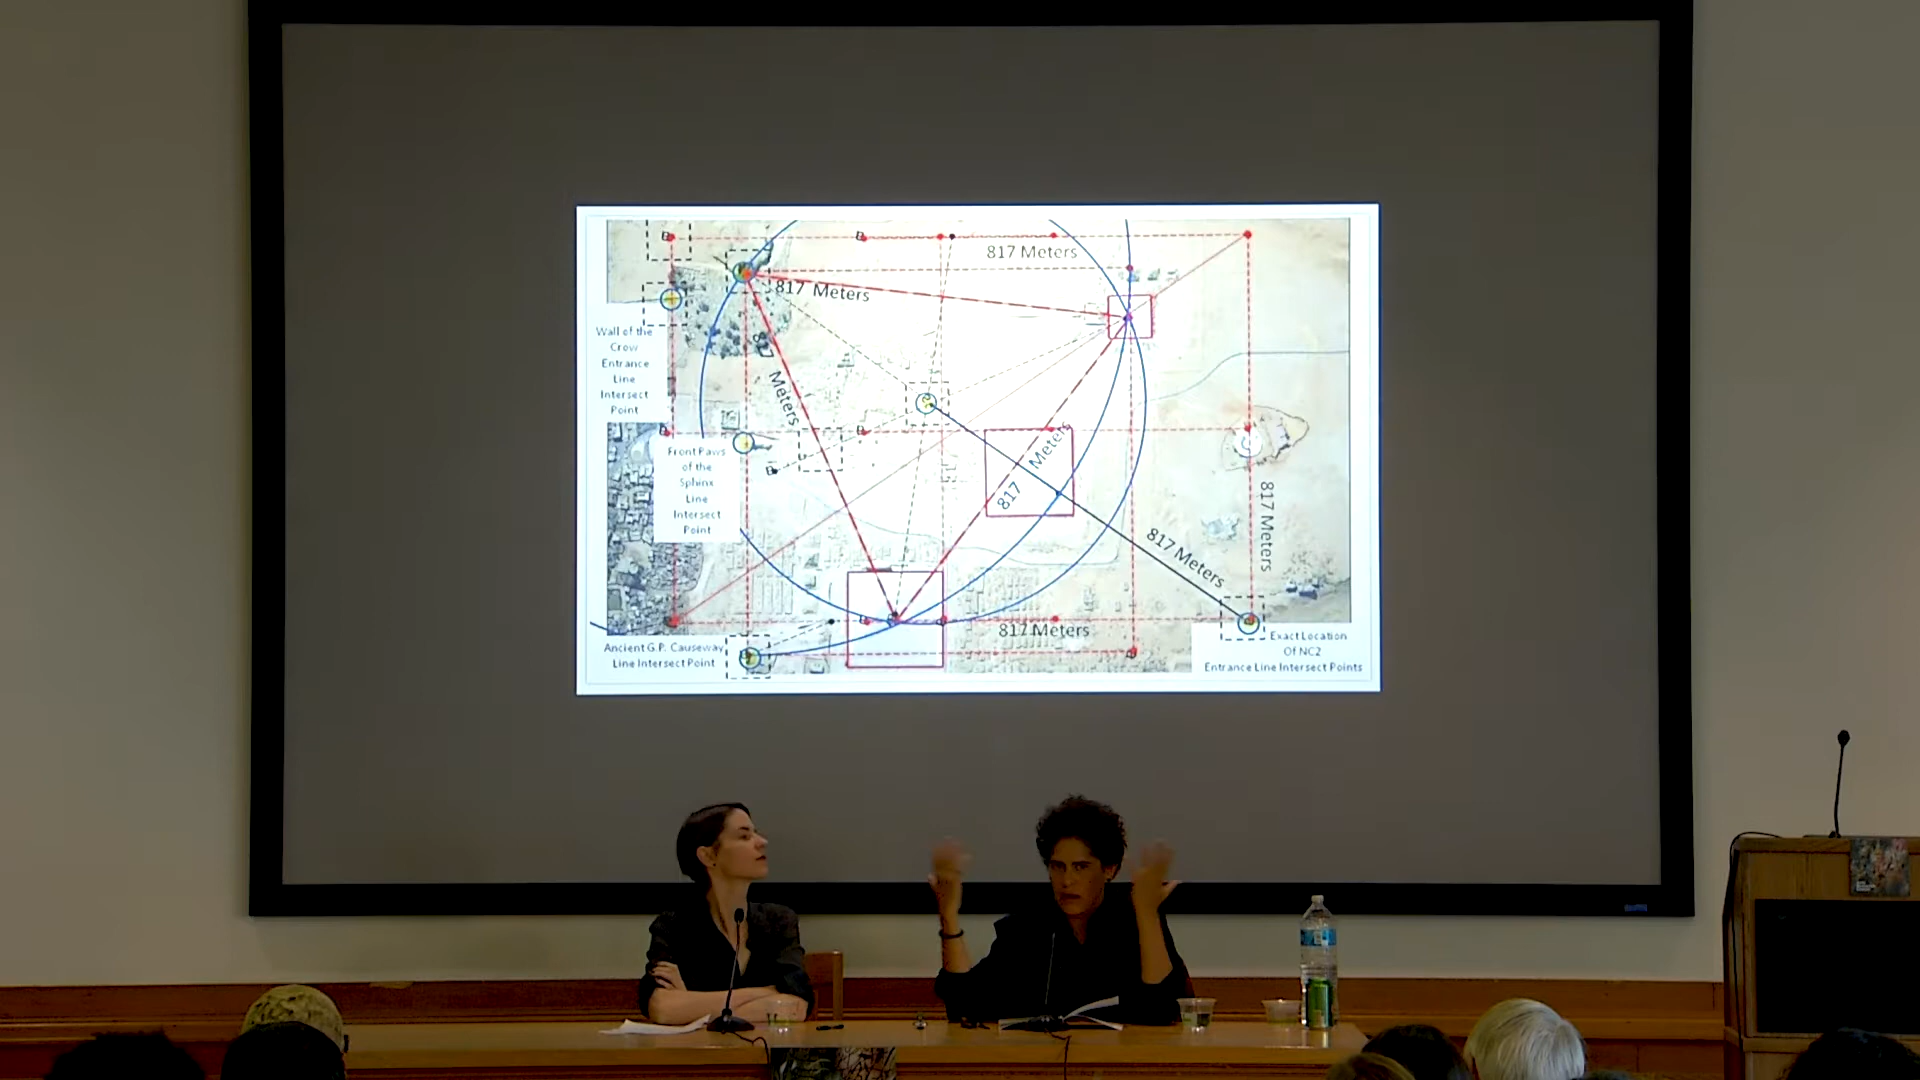 817 Meters
817 Meters
817 Meters
Wall of the
Crow
Entrance
Line
Intersect
Point
Front Paws
of the
Sphinx
Line
Intersect
Point
817 Meters
817 Meters
817 Meters
817 Meters
Ancient G.P. Causeway
Line Intersect Point
Exact Location
Of NC2
Entrance Line Intersect Points